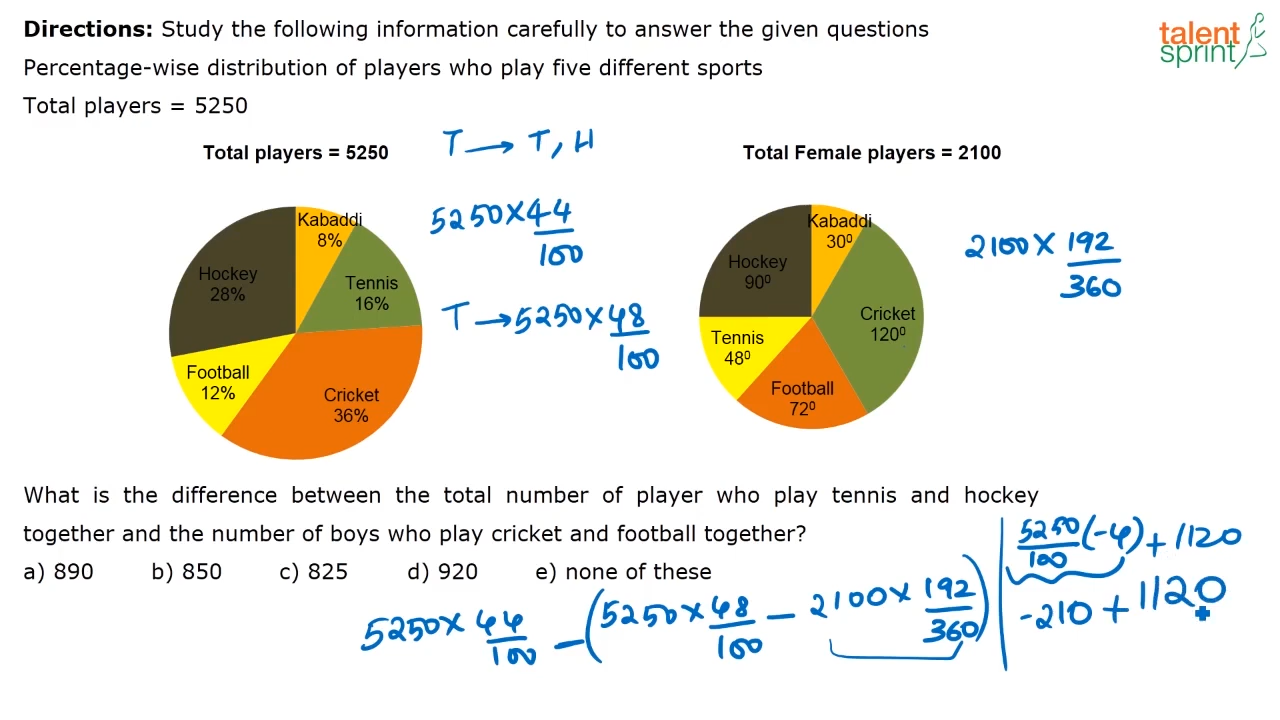 Directions: Study the following information carefully to answer the given questions
talent
sprint
Percentage-wise distribution of players who play five different sports
Total players = 5250
T → T, H
Total players = 5250
Total Female players = 2100
Kabaddi
8%
Tennis
16%
Cricket
36%
Football
12%
Hockey
28%
5250 × 44/100
T → 5250 × 48/100
Kabaddi
30⁰
Cricket
120⁰
Football
72⁰
Tennis
48⁰
Hockey
90⁰
2100 × 192/360
What is the difference between the total number of player who play tennis and hockey
together and the number of boys who play cricket and football together?
a) 890 b) 850 c) 825 d) 920 e) none of these
5250 × 44/100 − (5250 × 48/100 − 2100 × 192/360)
5250/100 (−4) + 1120
−210 + 1120